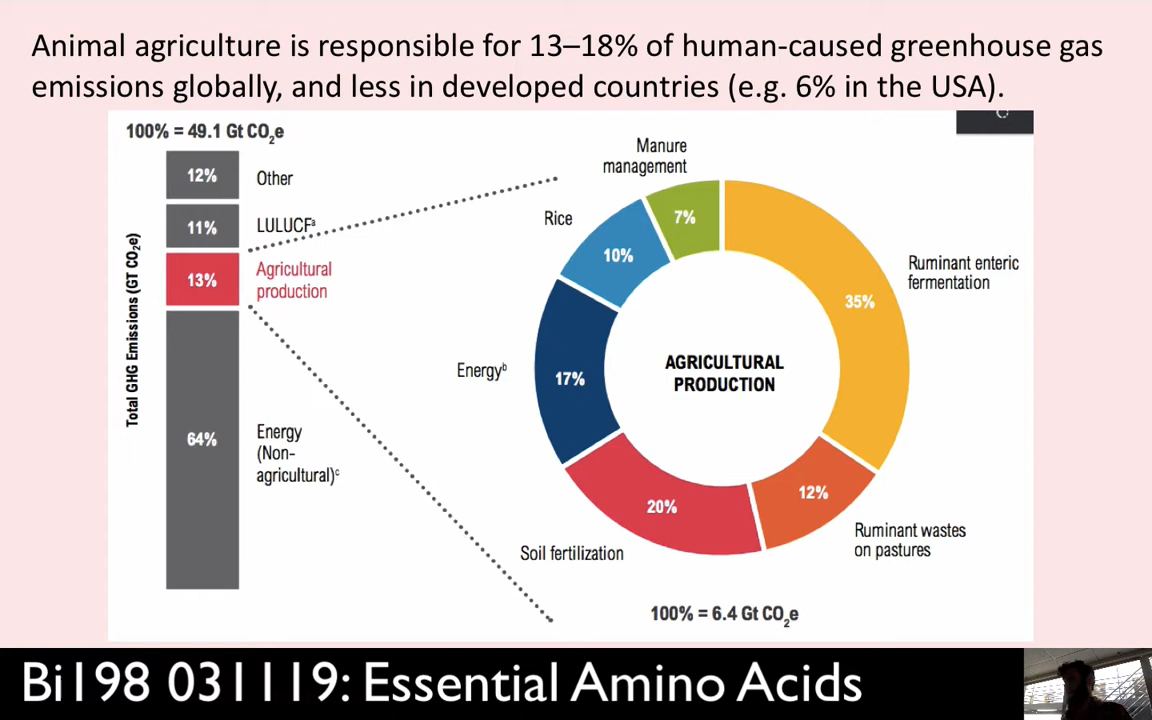 Animal agriculture is responsible for 13–18% of human-caused greenhouse gas
emissions globally, and less in developed countries (e.g. 6% in the USA).
100% = 49.1 Gt CO₂e
Total GHG Emissions (GT CO₂e)
12%
Other
11%
LULUCFᵃ
13%
Agricultural
production
64%
Energy
(Non-
agricultural)ᶜ
Manure
management
7%
Rice
10%
Energyᵇ
17%
Soil fertilization
20%
Ruminant enteric
fermentation
35%
Ruminant wastes
on pastures
12%
AGRICULTURAL
PRODUCTION
100% = 6.4 Gt CO₂e
Bi198 031119: Essential Amino Acids